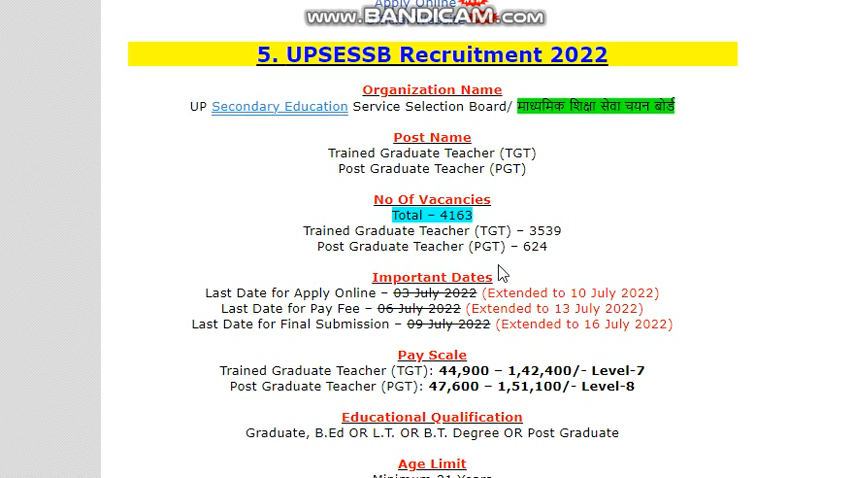 Apply Online
www.BANDICAM.com
5. UPSESSB Recruitment 2022
Organization Name
UP Secondary Education Service Selection Board/ माध्यमिक शिक्षा सेवा चयन बोर्ड
Post Name
Trained Graduate Teacher (TGT)
Post Graduate Teacher (PGT)
No Of Vacancies
Total – 4163
Trained Graduate Teacher (TGT) – 3539
Post Graduate Teacher (PGT) – 624
Important Dates
Last Date for Apply Online – 03 July 2022 (Extended to 10 July 2022)
Last Date for Pay Fee – 06 July 2022 (Extended to 13 July 2022)
Last Date for Final Submission – 09 July 2022 (Extended to 16 July 2022)
Pay Scale
Trained Graduate Teacher (TGT): 44,900 – 1,42,400/- Level-7
Post Graduate Teacher (PGT): 47,600 – 1,51,100/- Level-8
Educational Qualification
Graduate, B.Ed OR L.T. OR B.T. Degree OR Post Graduate
Age Limit
Minimum 21 Years